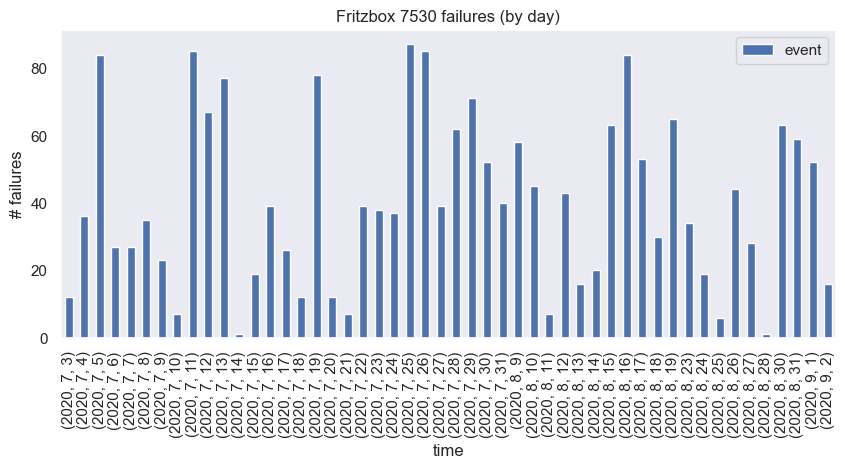 Fritzbox 7530 failures (by day)
event
# failures
80
60
40
20
0
(2020, 7, 3)
(2020, 7, 4)
(2020, 7, 5)
(2020, 7, 6)
(2020, 7, 7)
(2020, 7, 8)
(2020, 7, 9)
(2020, 7, 10)
(2020, 7, 11)
(2020, 7, 12)
(2020, 7, 13)
(2020, 7, 14)
(2020, 7, 15)
(2020, 7, 16)
(2020, 7, 17)
(2020, 7, 18)
(2020, 7, 19)
(2020, 7, 20)
(2020, 7, 21)
(2020, 7, 22)
(2020, 7, 23)
(2020, 7, 24)
(2020, 7, 25)
(2020, 7, 26)
(2020, 7, 27)
(2020, 7, 28)
(2020, 7, 29)
(2020, 7, 30)
(2020, 7, 31)
(2020, 8, 9)
(2020, 8, 10)
(2020, 8, 11)
(2020, 8, 12)
(2020, 8, 13)
(2020, 8, 14)
(2020, 8, 15)
(2020, 8, 16)
(2020, 8, 17)
(2020, 8, 18)
(2020, 8, 19)
(2020, 8, 23)
(2020, 8, 24)
(2020, 8, 25)
(2020, 8, 26)
(2020, 8, 27)
(2020, 8, 28)
(2020, 8, 30)
(2020, 8, 31)
(2020, 9, 1)
(2020, 9, 2)
time